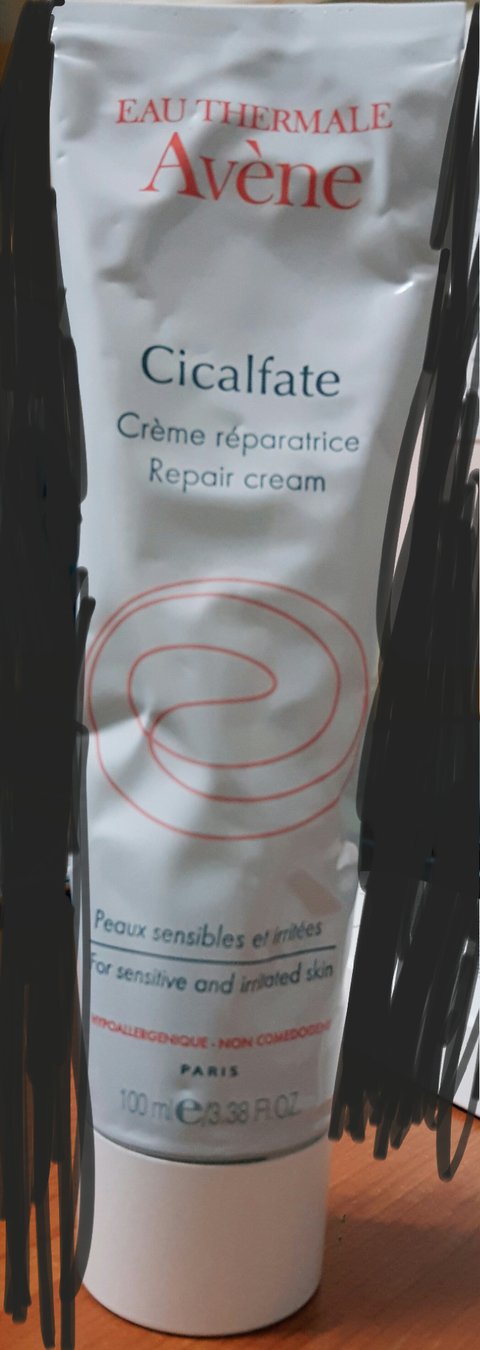 EAU THERMALE
Avène
Cicalfate
Crème réparatrice
Repair cream
Peaux sensibles et irritées
For sensitive and irritated skin
HYPOALLERGENIQUE - NON COMEDOGENE
PARIS
100 ml e/3.38 Fl.OZ.